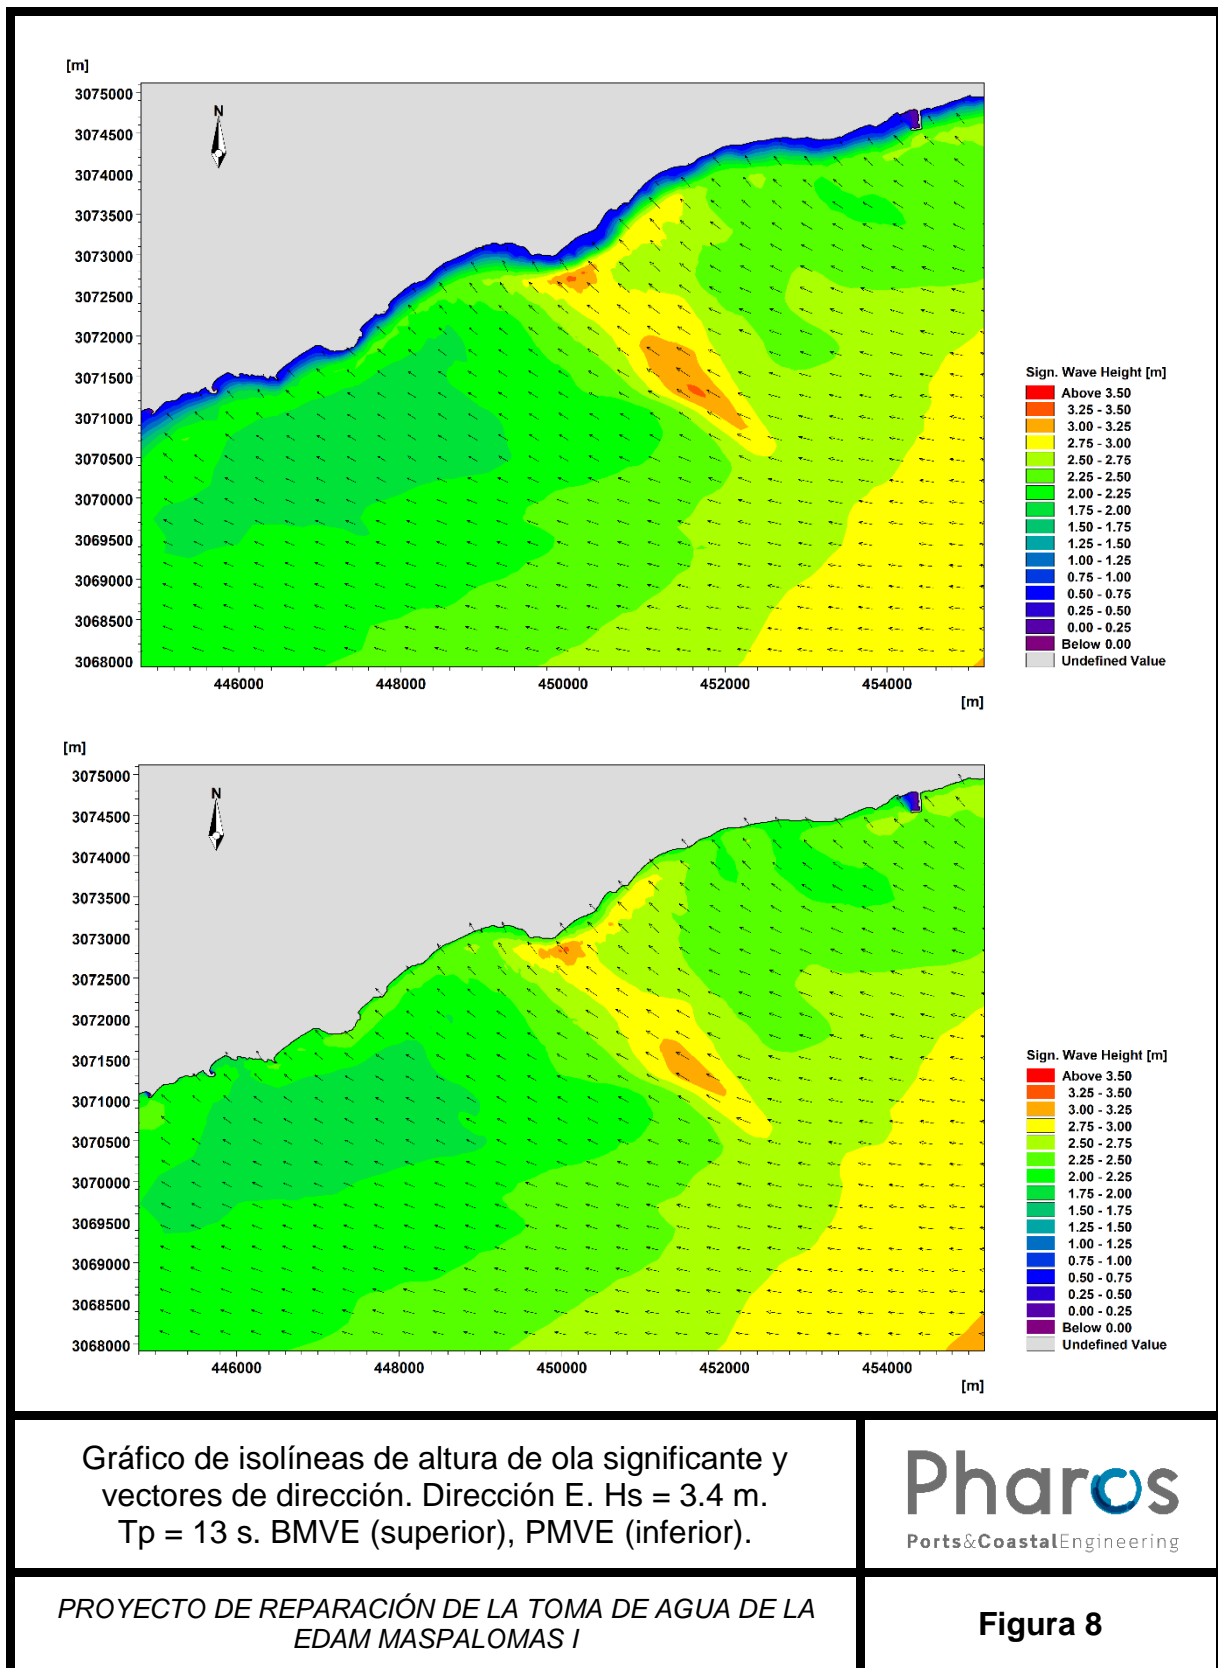 [m]
3075000
3074500
3074000
3073500
3073000
3072500
3072000
3071500
3071000
3070500
3070000
3069500
3069000
3068500
3068000
N
446000 448000 450000 452000 454000
[m]
Sign. Wave Height [m]
Above 3.50
3.25 - 3.50
3.00 - 3.25
2.75 - 3.00
2.50 - 2.75
2.25 - 2.50
2.00 - 2.25
1.75 - 2.00
1.50 - 1.75
1.25 - 1.50
1.00 - 1.25
0.75 - 1.00
0.50 - 0.75
0.25 - 0.50
0.00 - 0.25
Below 0.00
Undefined Value
[m]
3075000
3074500
3074000
3073500
3073000
3072500
3072000
3071500
3071000
3070500
3070000
3069500
3069000
3068500
3068000
N
446000 448000 450000 452000 454000
[m]
Sign. Wave Height [m]
Above 3.50
3.25 - 3.50
3.00 - 3.25
2.75 - 3.00
2.50 - 2.75
2.25 - 2.50
2.00 - 2.25
1.75 - 2.00
1.50 - 1.75
1.25 - 1.50
1.00 - 1.25
0.75 - 1.00
0.50 - 0.75
0.25 - 0.50
0.00 - 0.25
Below 0.00
Undefined Value
Gráfico de isolíneas de altura de ola significante y
vectores de dirección. Dirección E. Hs = 3.4 m.
Tp = 13 s. BMVE (superior), PMVE (inferior).
Pharos
Ports&CoastalEngineering
PROYECTO DE REPARACIÓN DE LA TOMA DE AGUA DE LA
EDAM MASPALOMAS I
Figura 8